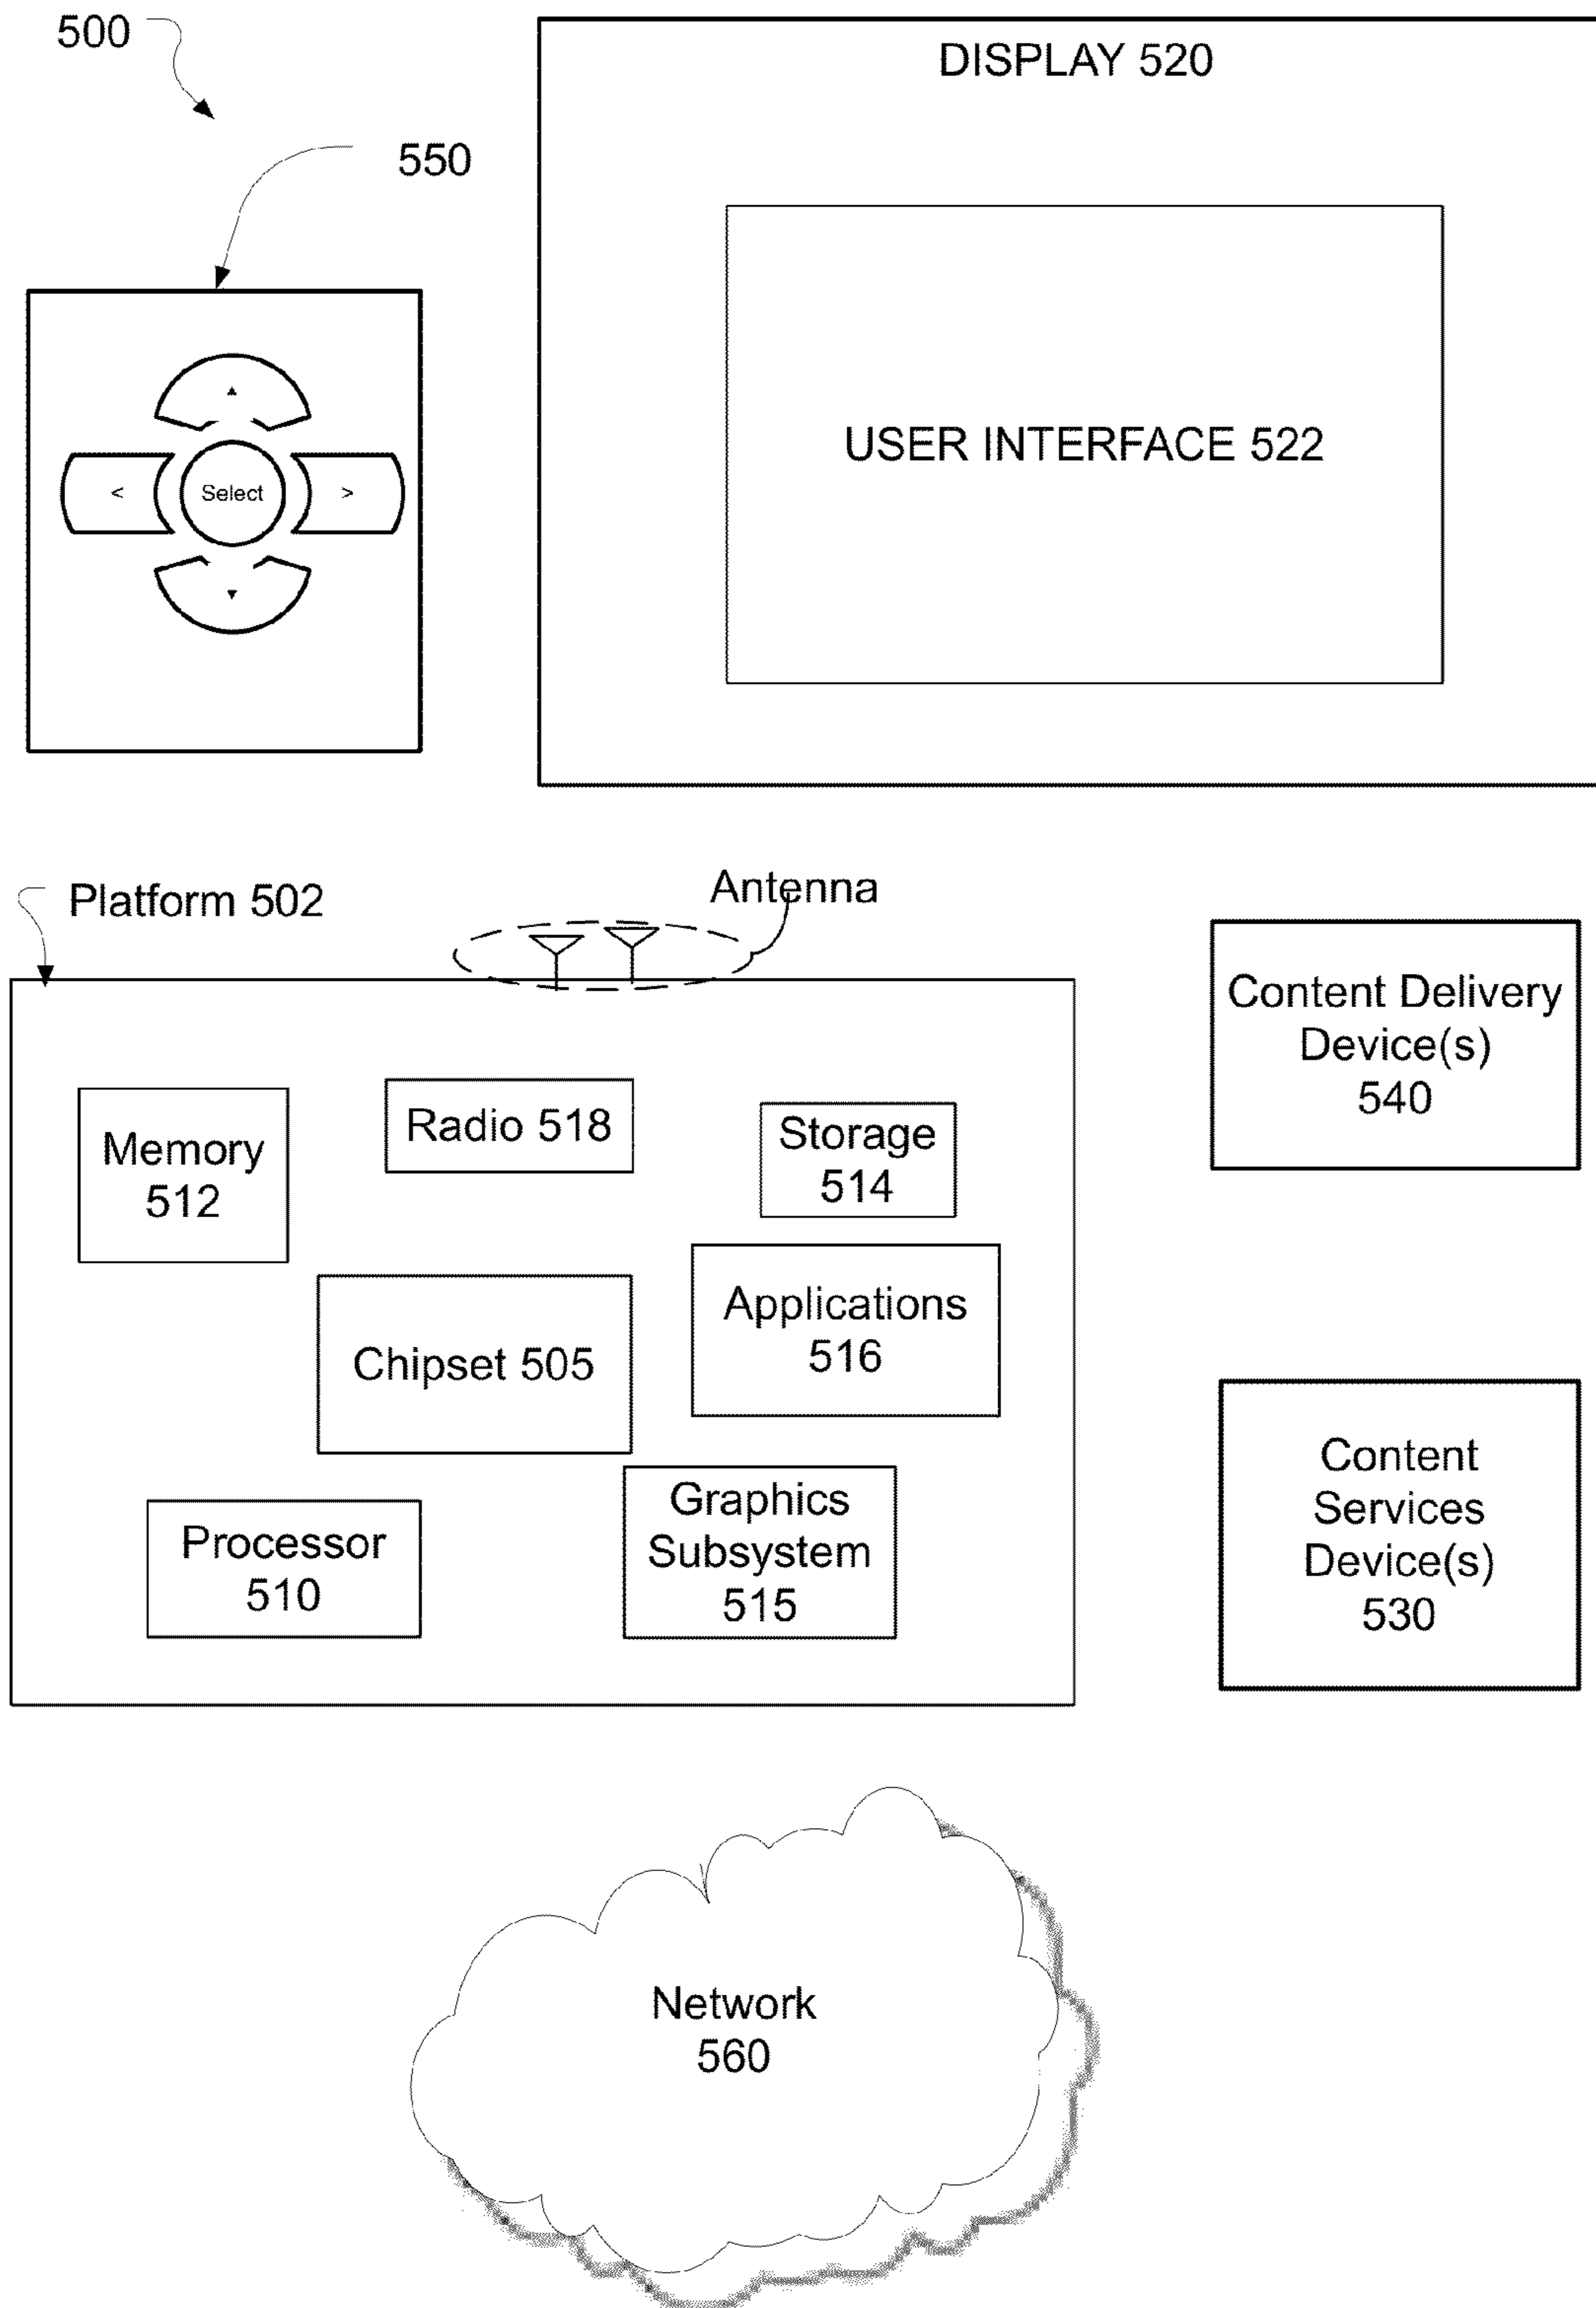 500
DISPLAY 520
550
USER INTERFACE 522
▲
<
Select
>
▼
Platform 502
Antenna
Content Delivery
Device(s)
540
Memory
512
Radio 518
Storage
514
Chipset 505
Applications
516
Content
Services
Device(s)
530
Processor
510
Graphics
Subsystem
515
Network
560